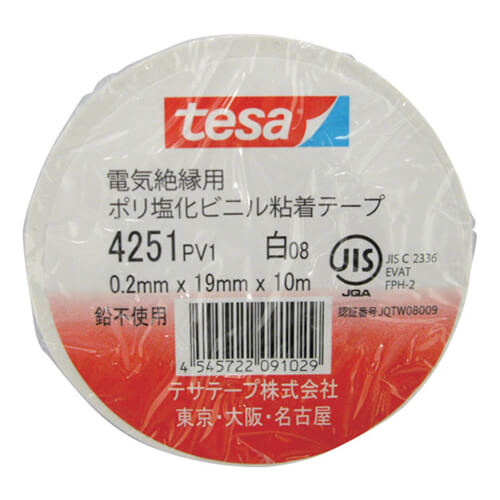 tesa
電気絶縁用
ポリ塩化ビニル粘着テープ
4251 PV1 白08
0.2mm x 19mm x 10m
JIS
JQA
JIS C 2336
EVAT
FPH-2
認証番号JQTW08009
鉛不使用
4 545722 091029
テサテープ株式会社
東京・大阪・名古屋